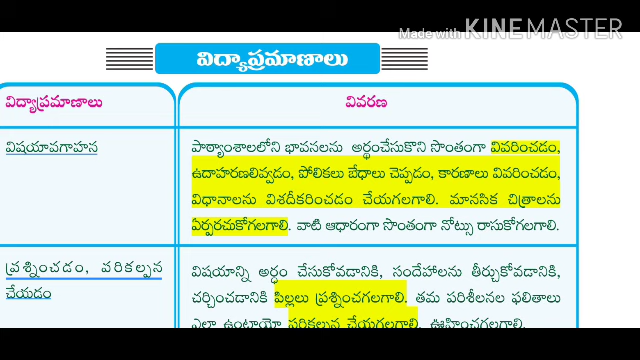 Made with KINEMASTER
విద్యాప్రమాణాలు
విద్యాప్రమాణాలు
వివరణ
విషయావగాహన
పాఠ్యాంశాలలోని భావనలను అర్థంచేసుకొని సొంతంగా వివరించడం,
ఉదాహరణలివ్వడం, పోలికలు బేధాలు చెప్పడం, కారణాలు వివరించడం,
విధానాలను విశదీకరించడం చేయగలగాలి. మానసిక చిత్రాలను
ఏర్పరచుకోగలగాలి. వాటి ఆధారంగా సొంతంగా నోట్సు రాసుకోగలగాలి.
ప్రశ్నించడం, పరికల్పన
చేయడం
విషయాన్ని అర్థం చేసుకోవడానికి, సందేహాలను తీర్చుకోవడానికి,
చర్చించడానికి పిల్లలు ప్రశ్నించగలగాలి. తమ పరిశీలనల ఫలితాలు
ఎలా ఉంటాయో పరికల్పన చేయగలగాలి. ఊహించగలగాలి.